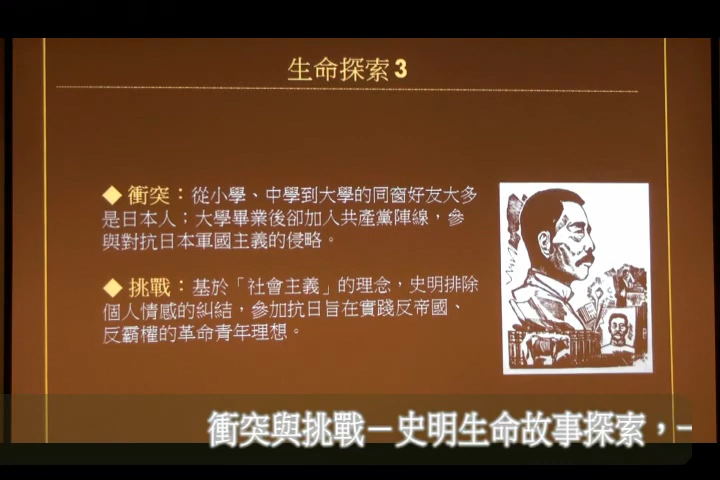 生命探索3
◆ 衝突：從小學、中學到大學的同窗好友大多
是日本人；大學畢業後卻加入共產黨陣線，參
與對抗日本軍國主義的侵略。
◆ 挑戰：基於「社會主義」的理念，史明排除
個人情感的糾結，參加抗日旨在實踐反帝國、
反霸權的革命青年理想。
衝突與挑戰－史明生命故事探索，